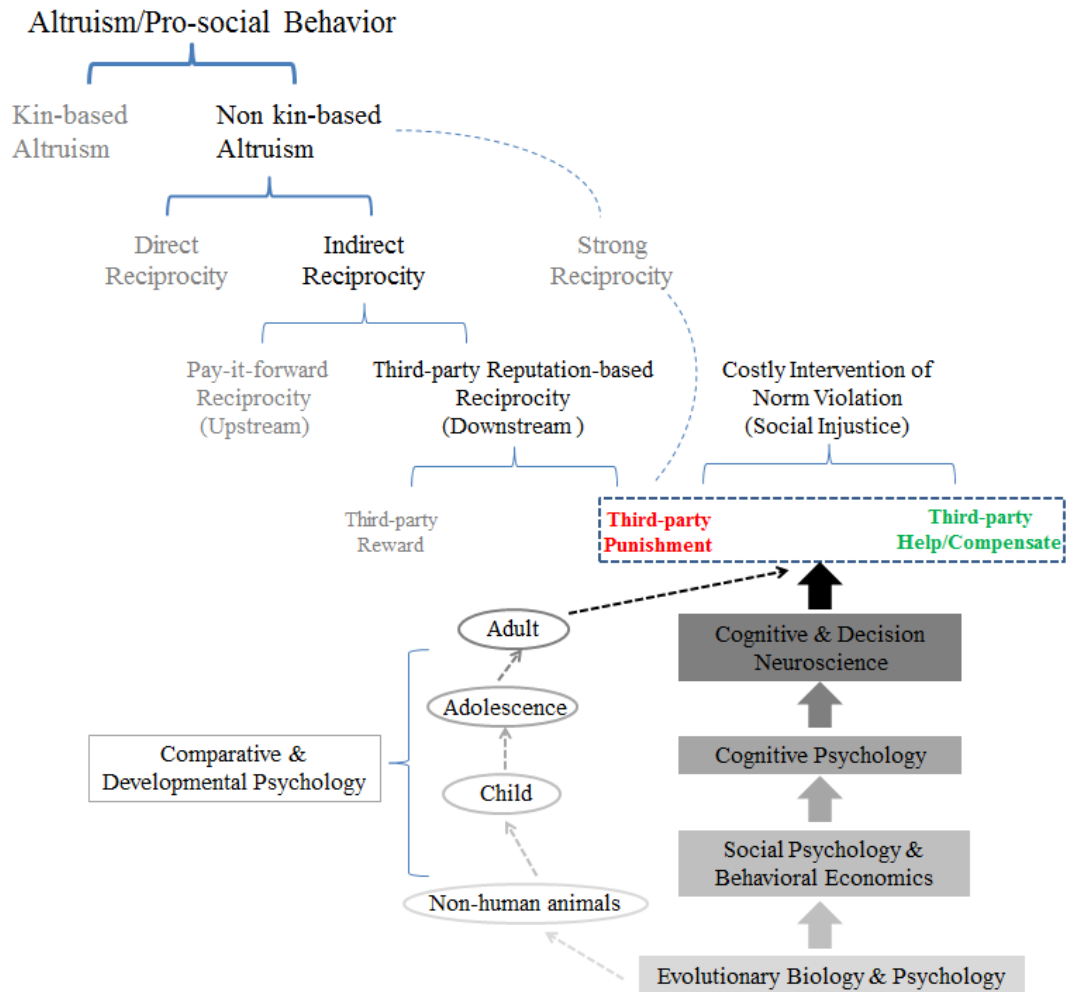 Altruism/Pro-social Behavior
Kin-based
Altruism
Non kin-based
Altruism
Direct
Reciprocity
Indirect
Reciprocity
Strong
Reciprocity
Pay-it-forward
Reciprocity
(Upstream)
Third-party Reputation-based
Reciprocity
(Downstream )
Costly Intervention of
Norm Violation
(Social Injustice)
Third-party
Reward
Third-party
Punishment
Third-party
Help/Compensate
Adult
Adolescence
Child
Non-human animals
Comparative &
Developmental Psychology
Cognitive & Decision
Neuroscience
Cognitive Psychology
Social Psychology &
Behavioral Economics
Evolutionary Biology & Psychology